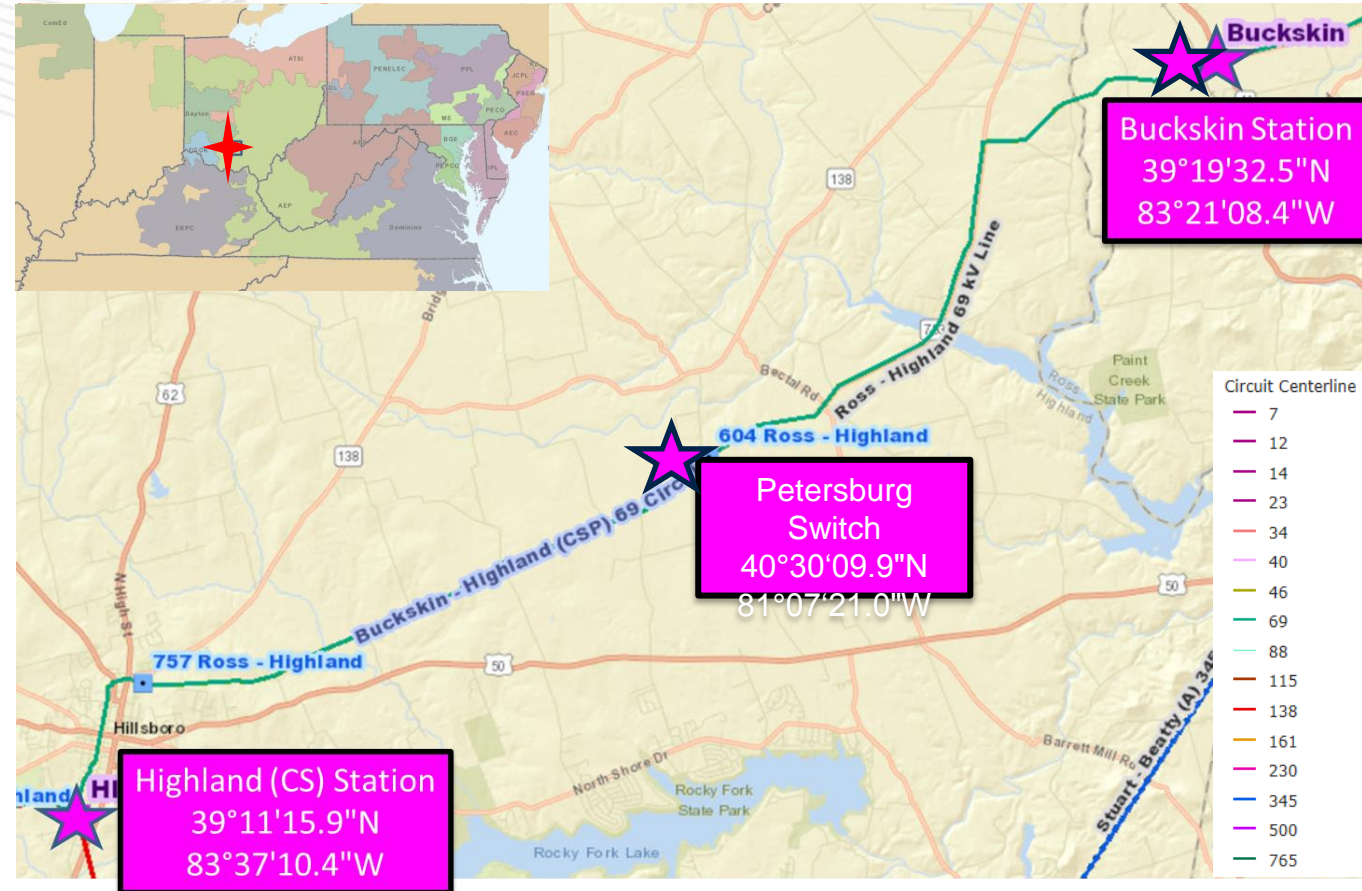 ComEd
ATSI
PENELEC
PPL
JCPL
PSEG
PECO
ME
AEC
Dayton
BGE
PEPCO
DPL
AEP
EKPC
Dominion
Buckskin
Buckskin Station
39°19'32.5"N
83°21'08.4"W
138
62
138
50
50
Ross - Highland 69 kV Line
Bectal Rd
Paint
Creek
State Park
Ross
Highland
604 Ross - Highland
Petersburg
Switch
40°30‘09.9"N
81°07‘21.0"W
Buckskin - Highland (CSP) 69
N High St
757 Ross - Highland
Hillsboro
Highland (CS) Station
39°11'15.9"N
83°37'10.4"W
North Shore Dr
Rocky Fork
State Park
Rocky Fork Lake
Barrett Mill Rd
Stuart - Beatty (A)
Circuit Centerline
7
12
14
23
34
40
46
69
88
115
138
161
230
345
500
765